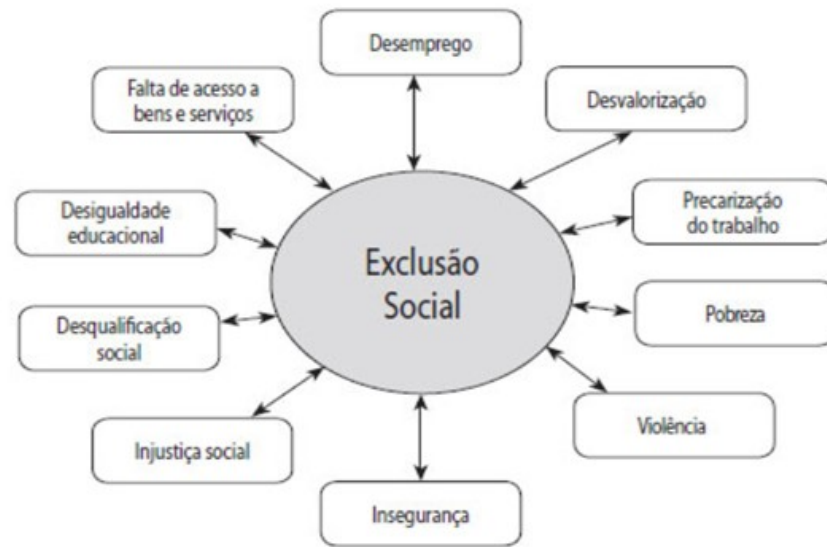 Desemprego
Falta de acesso a
bens e serviços
Desvalorização
Desigualdade
educacional
Precarização
do trabalho
Exclusão
Social
Desqualificação
social
Pobreza
Injustiça social
Violência
Insegurança